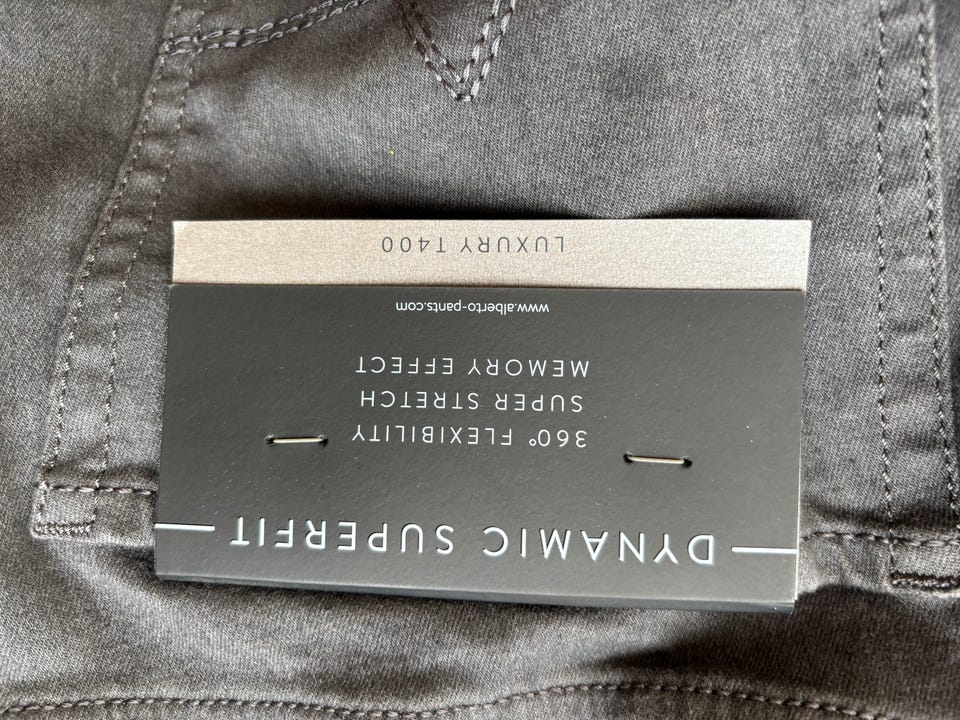 DYNAMIC SUPERFIT
360° FLEXIBILITY
SUPER STRETCH
MEMORY EFFECT
www.alberto-pants.com
LUXURY T400